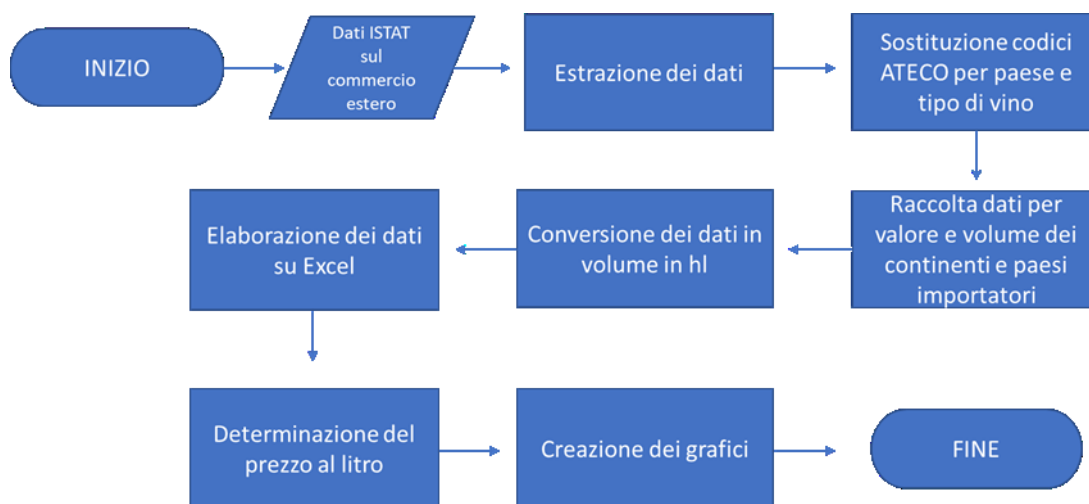 INIZIO
Dati ISTAT
sul
commercio
estero
Estrazione dei dati
Sostituzione codici
ATECO per paese e
tipo di vino
Raccolta dati per
valore e volume dei
continenti e paesi
importatori
Conversione dei dati in
volume in hl
Elaborazione dei dati
su Excel
Determinazione del
prezzo al litro
Creazione dei grafici
FINE